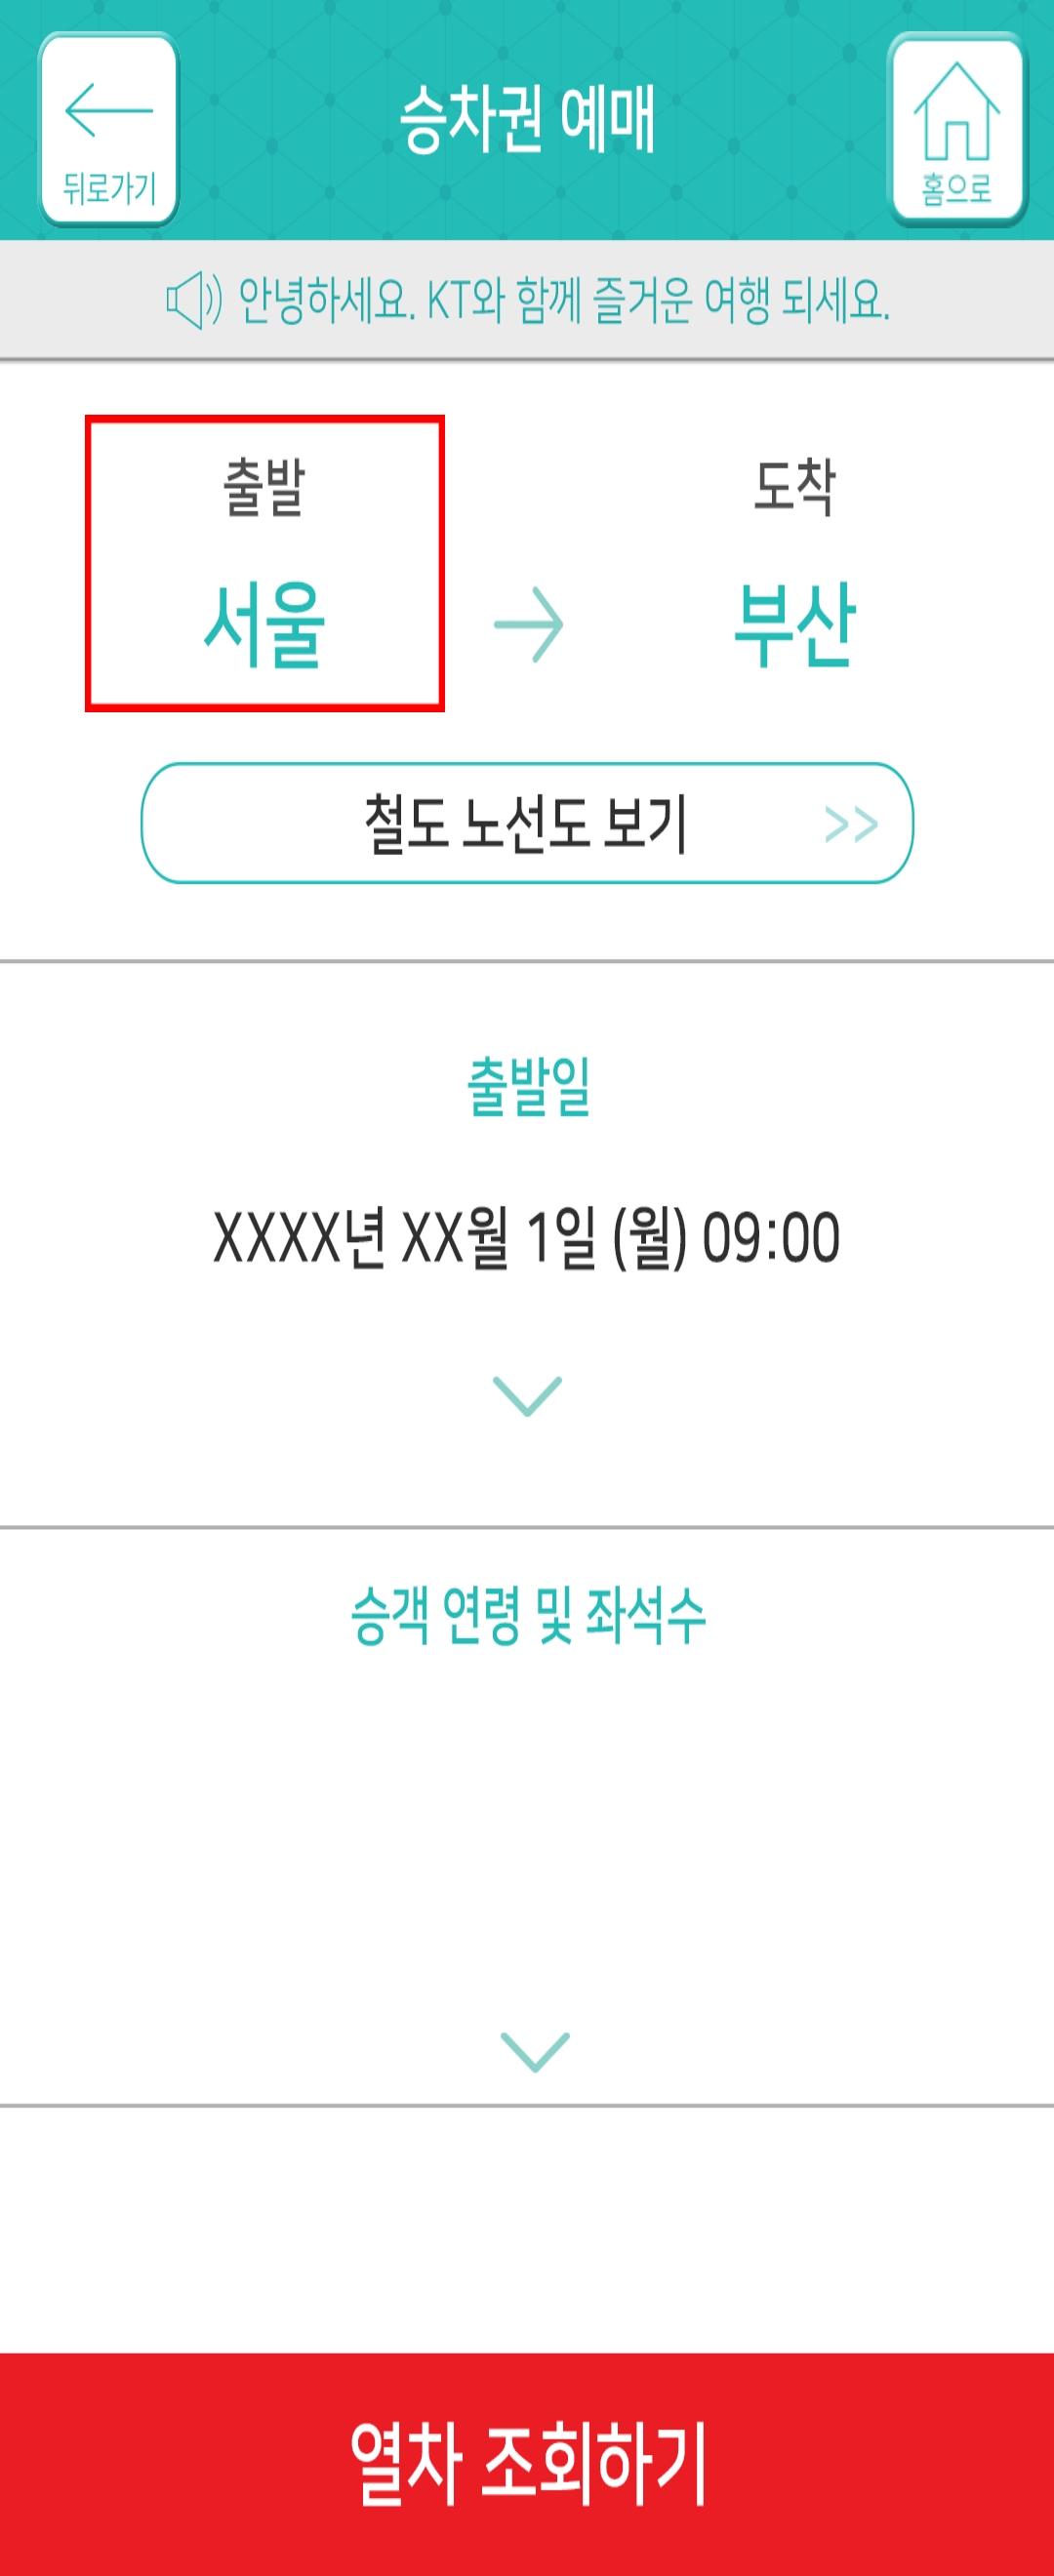 승차권 예매
뒤로가기
홈으로
안녕하세요. KT와 함께 즐거운 여행 되세요.
출발
도착
서울
부산
철도 노선도 보기 >>
출발일
XXXX년 XX월 1일 (월) 09:00
승객 연령 및 좌석수
열차 조회하기